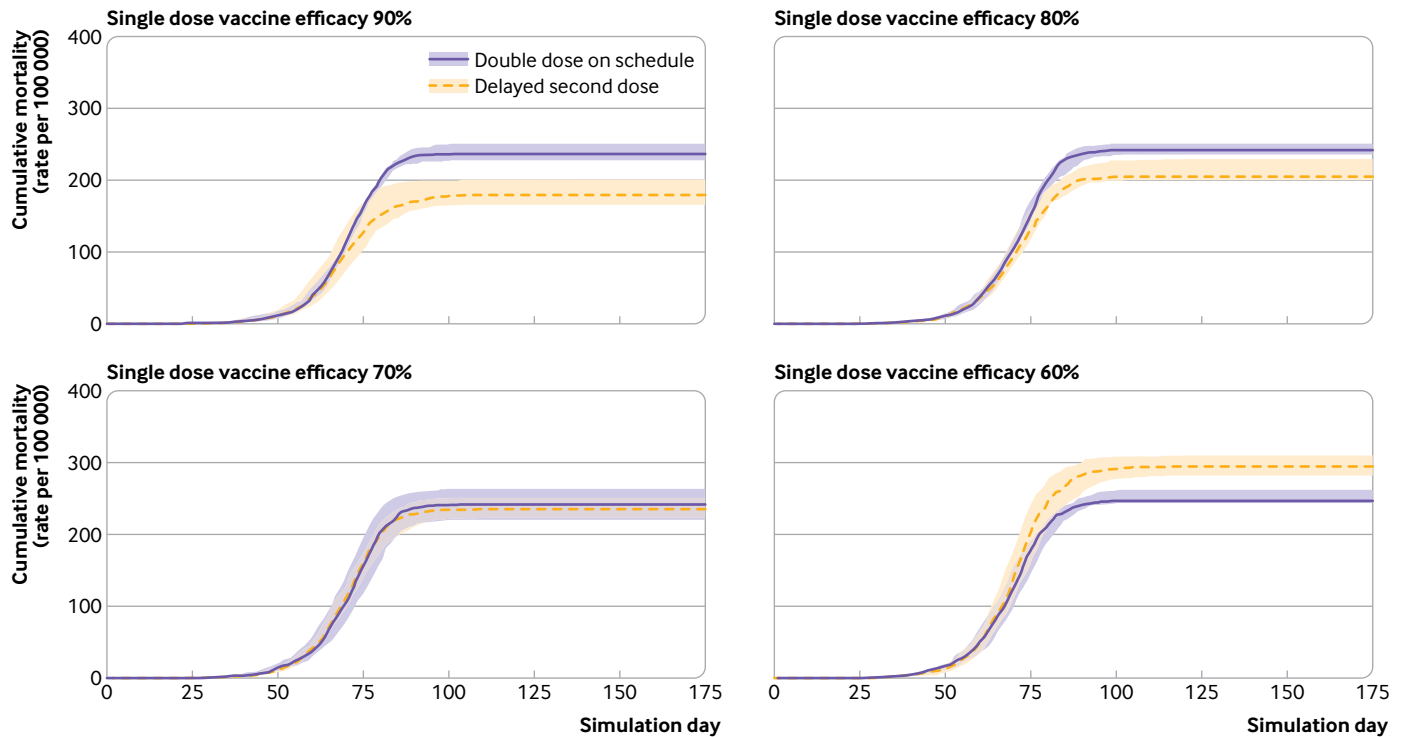 Single dose vaccine efficacy 90%
Single dose vaccine efficacy 80%
Cumulative mortality
(rate per 100 000)
400
300
200
100
0
Double dose on schedule
Delayed second dose
Single dose vaccine efficacy 70%
Single dose vaccine efficacy 60%
Cumulative mortality
(rate per 100 000)
400
300
200
100
0
0 25 50 75 100 125 150 175
0 25 50 75 100 125 150 175
Simulation day
Simulation day